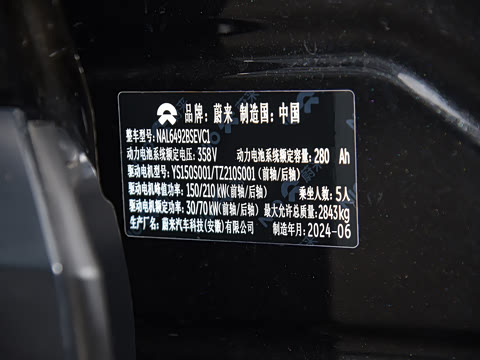 品牌：蔚来 制造国：中国
整车型号：NAL6492BSEVC1
动力电池系统额定电压：358V 动力电池系统额定容量：280 Ah
驱动电机型号：YS150S001/TZ210S001（前轴/后轴）
驱动电机峰值功率：150/210 kW(前轴/后轴) 乘坐人数：5人
驱动电机额定功率：30/70 kW(前轴/后轴) 最大允许总质量：2843kg
生产厂名：蔚来汽车科技(安徽)有限公司 制造年月：2024-06